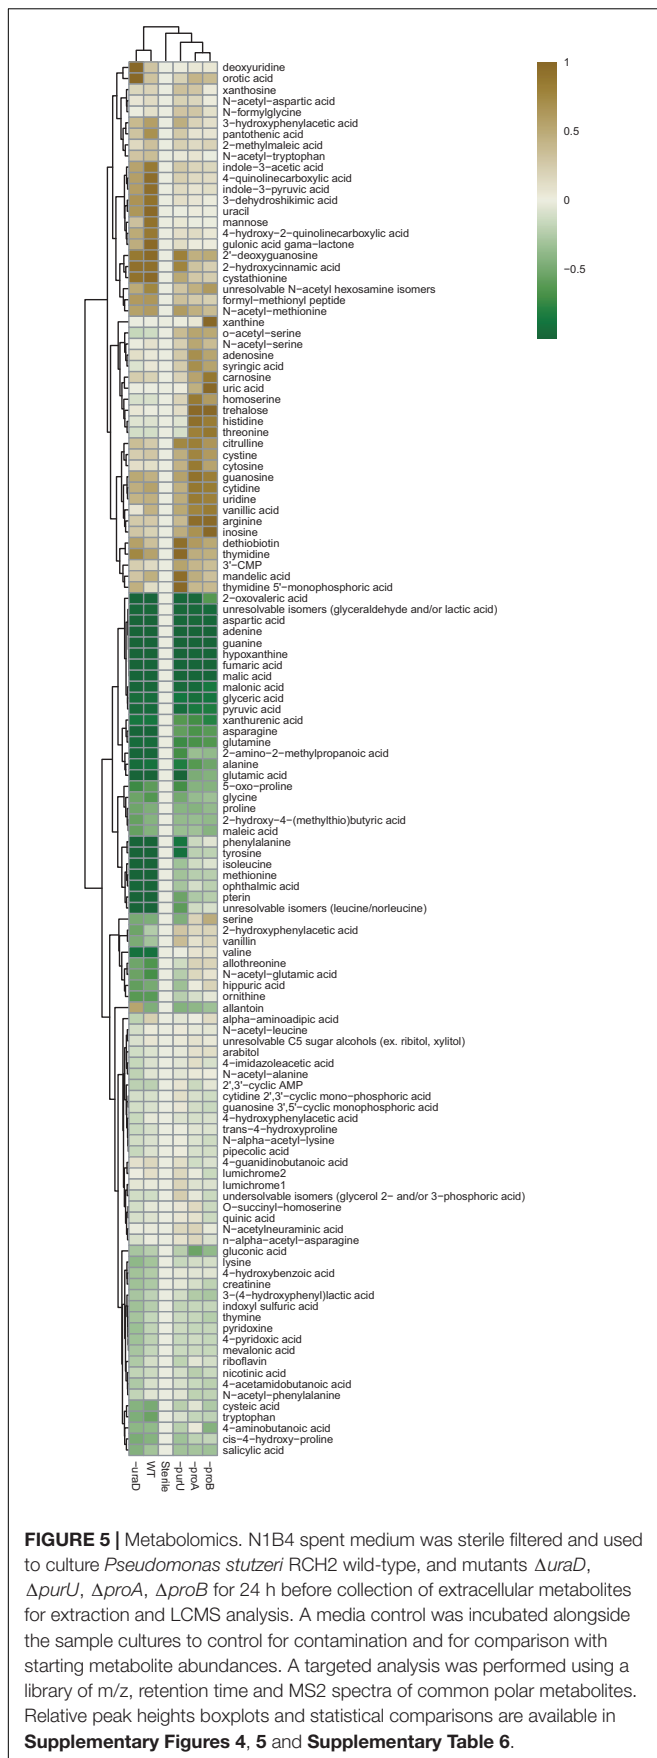 deoxyuridine
orotic acid
xanthosine
N−acetyl−aspartic acid
N−formylglycine
3−hydroxyphenylacetic acid
pantothenic acid
2−methylmaleic acid
N−acetyl−tryptophan
indole−3−acetic acid
4−quinolinecarboxylic acid
indole−3−pyruvic acid
3−dehydroshikimic acid
uracil
mannose
4−hydroxy−2−quinolinecarboxylic acid
gulonic acid gama−lactone
2'−deoxyguanosine
2−hydroxycinnamic acid
cystathionine
unresolvable N−acetyl hexosamine isomers
formyl−methionyl peptide
N−acetyl−methionine
xanthine
o−acetyl−serine
N−acetyl−serine
adenosine
syringic acid
carnosine
uric acid
homoserine
trehalose
histidine
threonine
citrulline
cystine
cytosine
guanosine
cytidine
uridine
vanillic acid
arginine
inosine
dethiobiotin
thymidine
3'−CMP
mandelic acid
thymidine 5'−monophosphoric acid
2−oxovaleric acid
unresolvable isomers (glyceraldehyde and/or lactic acid)
aspartic acid
adenine
guanine
hypoxanthine
fumaric acid
malic acid
malonic acid
glyceric acid
pyruvic acid
xanthurenic acid
asparagine
glutamine
2−amino−2−methylpropanoic acid
alanine
glutamic acid
5−oxo−proline
glycine
proline
2−hydroxy−4−(methylthio)butyric acid
maleic acid
phenylalanine
tyrosine
isoleucine
methionine
ophthalmic acid
pterin
unresolvable isomers (leucine/norleucine)
serine
2−hydroxyphenylacetic acid
vanillin
valine
allothreonine
N−acetyl−glutamic acid
hippuric acid
ornithine
allantoin
alpha−aminoadipic acid
N−acetyl−leucine
unresolvable C5 sugar alcohols (ex. ribitol, xylitol)
arabitol
4−imidazoleacetic acid
N−acetyl−alanine
2',3'−cyclic AMP
cytidine 2',3'−cyclic mono−phosphoric acid
guanosine 3',5'−cyclic monophosphoric acid
4−hydroxyphenylacetic acid
trans−4−hydroxyproline
N−alpha−acetyl−lysine
pipecolic acid
4−guanidinobutanoic acid
lumichrome2
lumichrome1
undersolvable isomers (glycerol 2− and/or 3−phosphoric acid)
O−succinyl−homoserine
quinic acid
N−acetylneuraminic acid
n−alpha−acetyl−asparagine
gluconic acid
lysine
4−hydroxybenzoic acid
creatinine
3−(4−hydroxyphenyl)lactic acid
indoxyl sulfuric acid
thymine
pyridoxine
4−pyridoxic acid
mevalonic acid
riboflavin
nicotinic acid
4−acetamidobutanoic acid
N−acetyl−phenylalanine
cysteic acid
tryptophan
4−aminobutanoic acid
cis−4−hydroxy−proline
salicylic acid
1
0.5
0
−0.5
−uraD
WT
Sterile
−purU
−proA
−proB
FIGURE 5 | Metabolomics. N1B4 spent medium was sterile filtered and used
to culture Pseudomonas stutzeri RCH2 wild-type, and mutants ΔuraD,
ΔpurU, ΔproA, ΔproB for 24 h before collection of extracellular metabolites
for extraction and LCMS analysis. A media control was incubated alongside
the sample cultures to control for contamination and for comparison with
starting metabolite abundances. A targeted analysis was performed using a
library of m/z, retention time and MS2 spectra of common polar metabolites.
Relative peak heights boxplots and statistical comparisons are available in
Supplementary Figures 4, 5 and Supplementary Table 6.